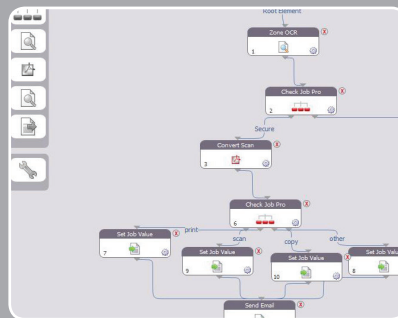 Root Element
Zone OCR
1
Check Job Pro
2
Secure
Convert Scan
3
Check Job Pro
6
print
scan
copy
other
Set Job Value
7
Set Job Value
9
Set Job Value
10
Set Job Valu
8
Send Email